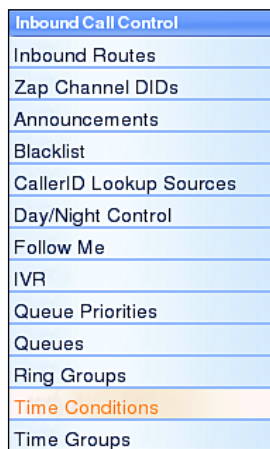 Inbound Call Control
Inbound Routes
Zap Channel DIDs
Announcements
Blacklist
CallerID Lookup Sources
Day/Night Control
Follow Me
IVR
Queue Priorities
Queues
Ring Groups
Time Conditions
Time Groups